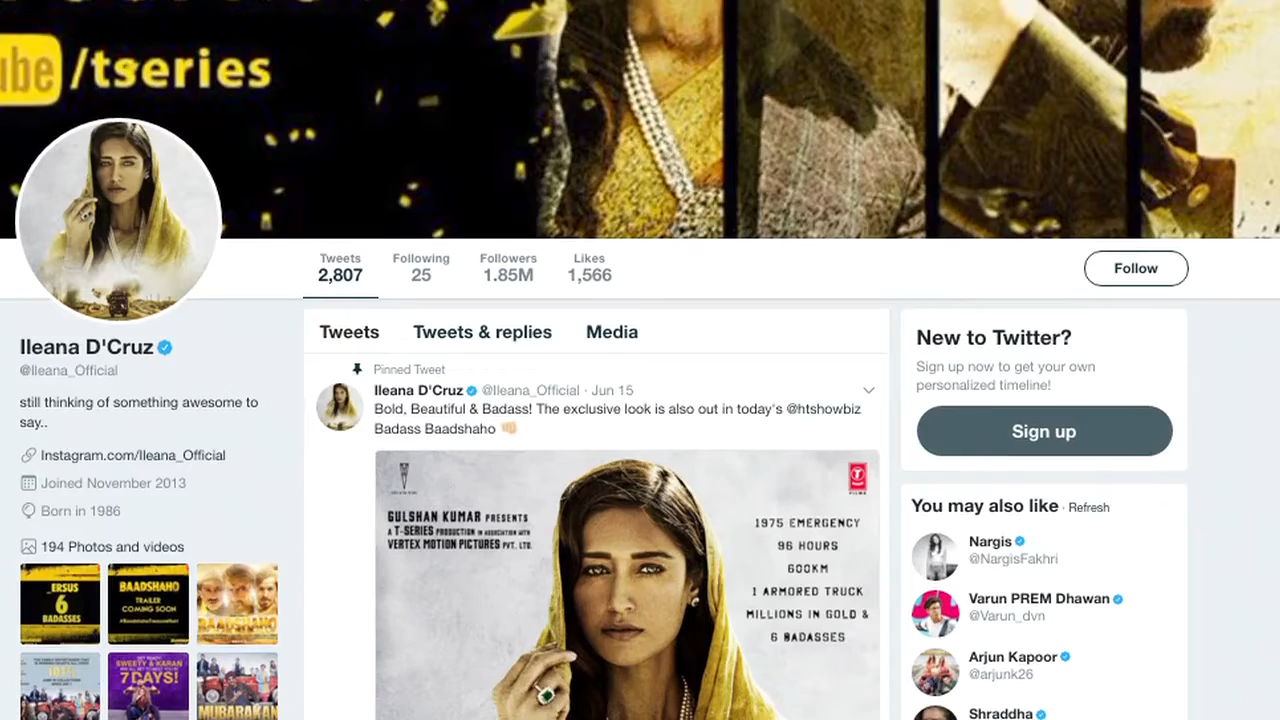 ube /tseries
Tweets Following Followers Likes
2,807 25 1.85M 1,566
Follow
Ileana D'Cruz
@Ileana_Official
still thinking of something awesome to
say..
Instagram.com/Ileana_Official
Joined November 2013
Born in 1986
194 Photos and videos
_ERSUS
6
BADASSES
BAADSHAHO
TRAILER
COMING SOON
BAADSHAHO
SWEETY & KARAN
7 DAYS!
MUBARAKAN
Tweets Tweets & replies Media
Pinned Tweet
Ileana D'Cruz @Ileana_Official · Jun 15
Bold, Beautiful & Badass! The exclusive look is also out in today's @htshowbiz
Badass Baadshaho 👊🏻
GULSHAN KUMAR PRESENTS
A T-SERIES PRODUCTION IN ASSOCIATION WITH
VERTEX MOTION PICTURES PVT. LTD.
FILMS
1975 EMERGENCY
96 HOURS
600KM
1 ARMORED TRUCK
MILLIONS IN GOLD &
6 BADASSES
New to Twitter?
Sign up now to get your own
personalized timeline!
Sign up
You may also like · Refresh
Nargis
@NargisFakhri
Varun PREM Dhawan
@Varun_dvn
Arjun Kapoor
@arjunk26
Shraddha